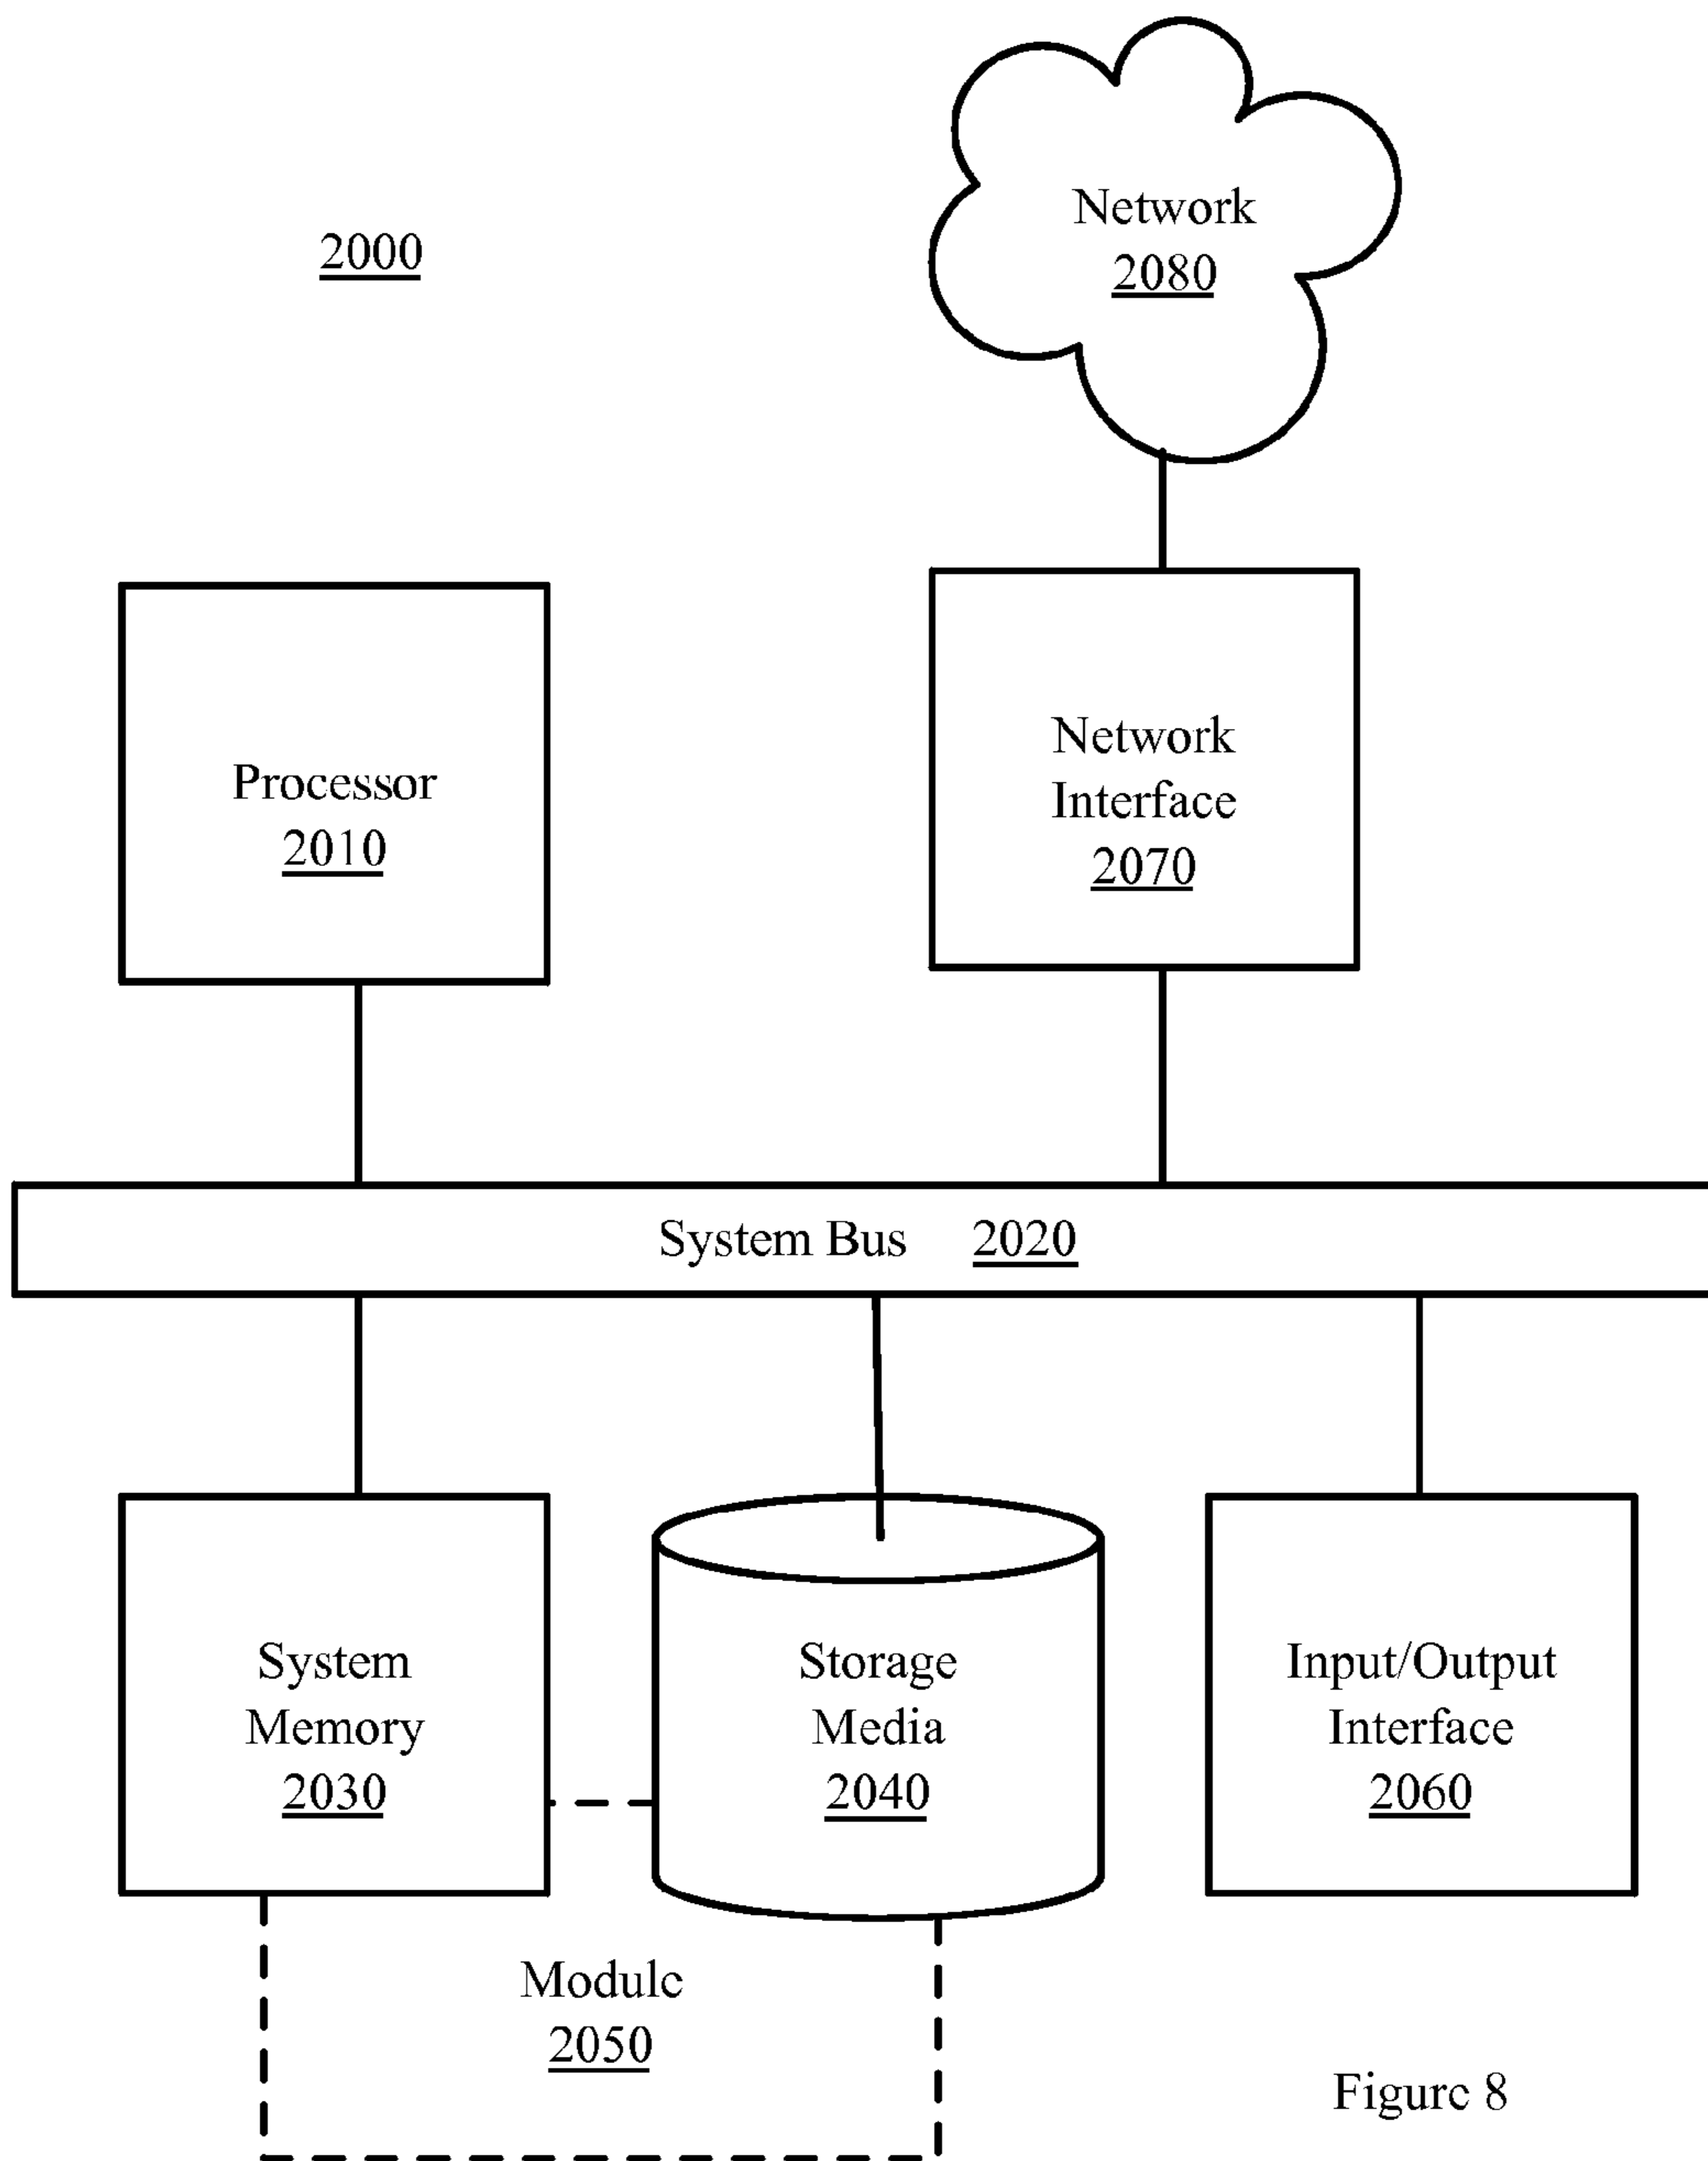 2000
Network
2080
Processor
2010
Network
Interface
2070
System Bus 2020
System
Memory
2030
Storage
Media
2040
Input/Output
Interface
2060
Module
2050
Figure 8